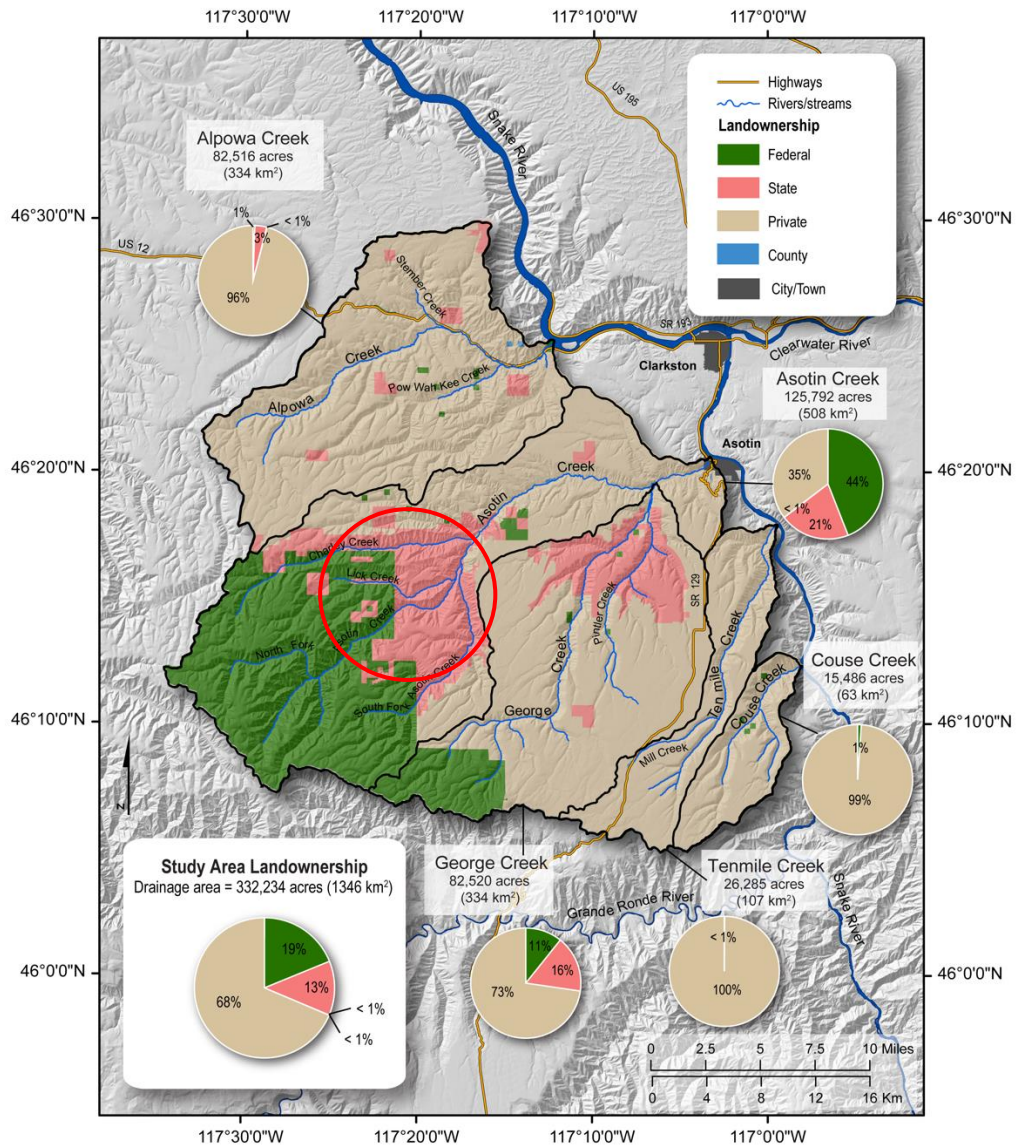 117°30'0"W 117°20'0"W 117°10'0"W 117°0'0"W
Highways
Rivers/streams
Landownership
Federal
State
Private
County
City/Town
US 195
Snake River
Alpowa Creek
82,516 acres
(334 km²)
1%
< 1%
3%
96%
46°30'0"N
46°30'0"N
US 12
Stember Creek
SR 193
Clearwater River
Clarkston
Creek
Pow Wah Kee Creek
Alpowa
Asotin Creek
125,792 acres
(508 km²)
35%
44%
< 1%
21%
46°20'0"N
46°20'0"N
Asotin
Creek
Asotin
Charley Creek
Lick Creek
North Fork
Asotin Creek
South Fork
Asotin Creek
Pintler Creek
SR 129
Creek
George
Ten mile Creek
Couse Creek
Mill Creek
Couse Creek
15,486 acres
(63 km²)
1%
99%
46°10'0"N
46°10'0"N
N
Study Area Landownership
Drainage area = 332,234 acres (1346 km²)
19%
13%
68%
< 1%
< 1%
George Creek
82,520 acres
(334 km²)
11%
16%
73%
Tenmile Creek
26,285 acres
(107 km²)
< 1%
100%
Grande Ronde River
Snake River
46°0'0"N
46°0'0"N
0 2.5 5 7.5 10 Miles
0 4 8 12 16 Km
117°30'0"W 117°20'0"W 117°10'0"W 117°0'0"W